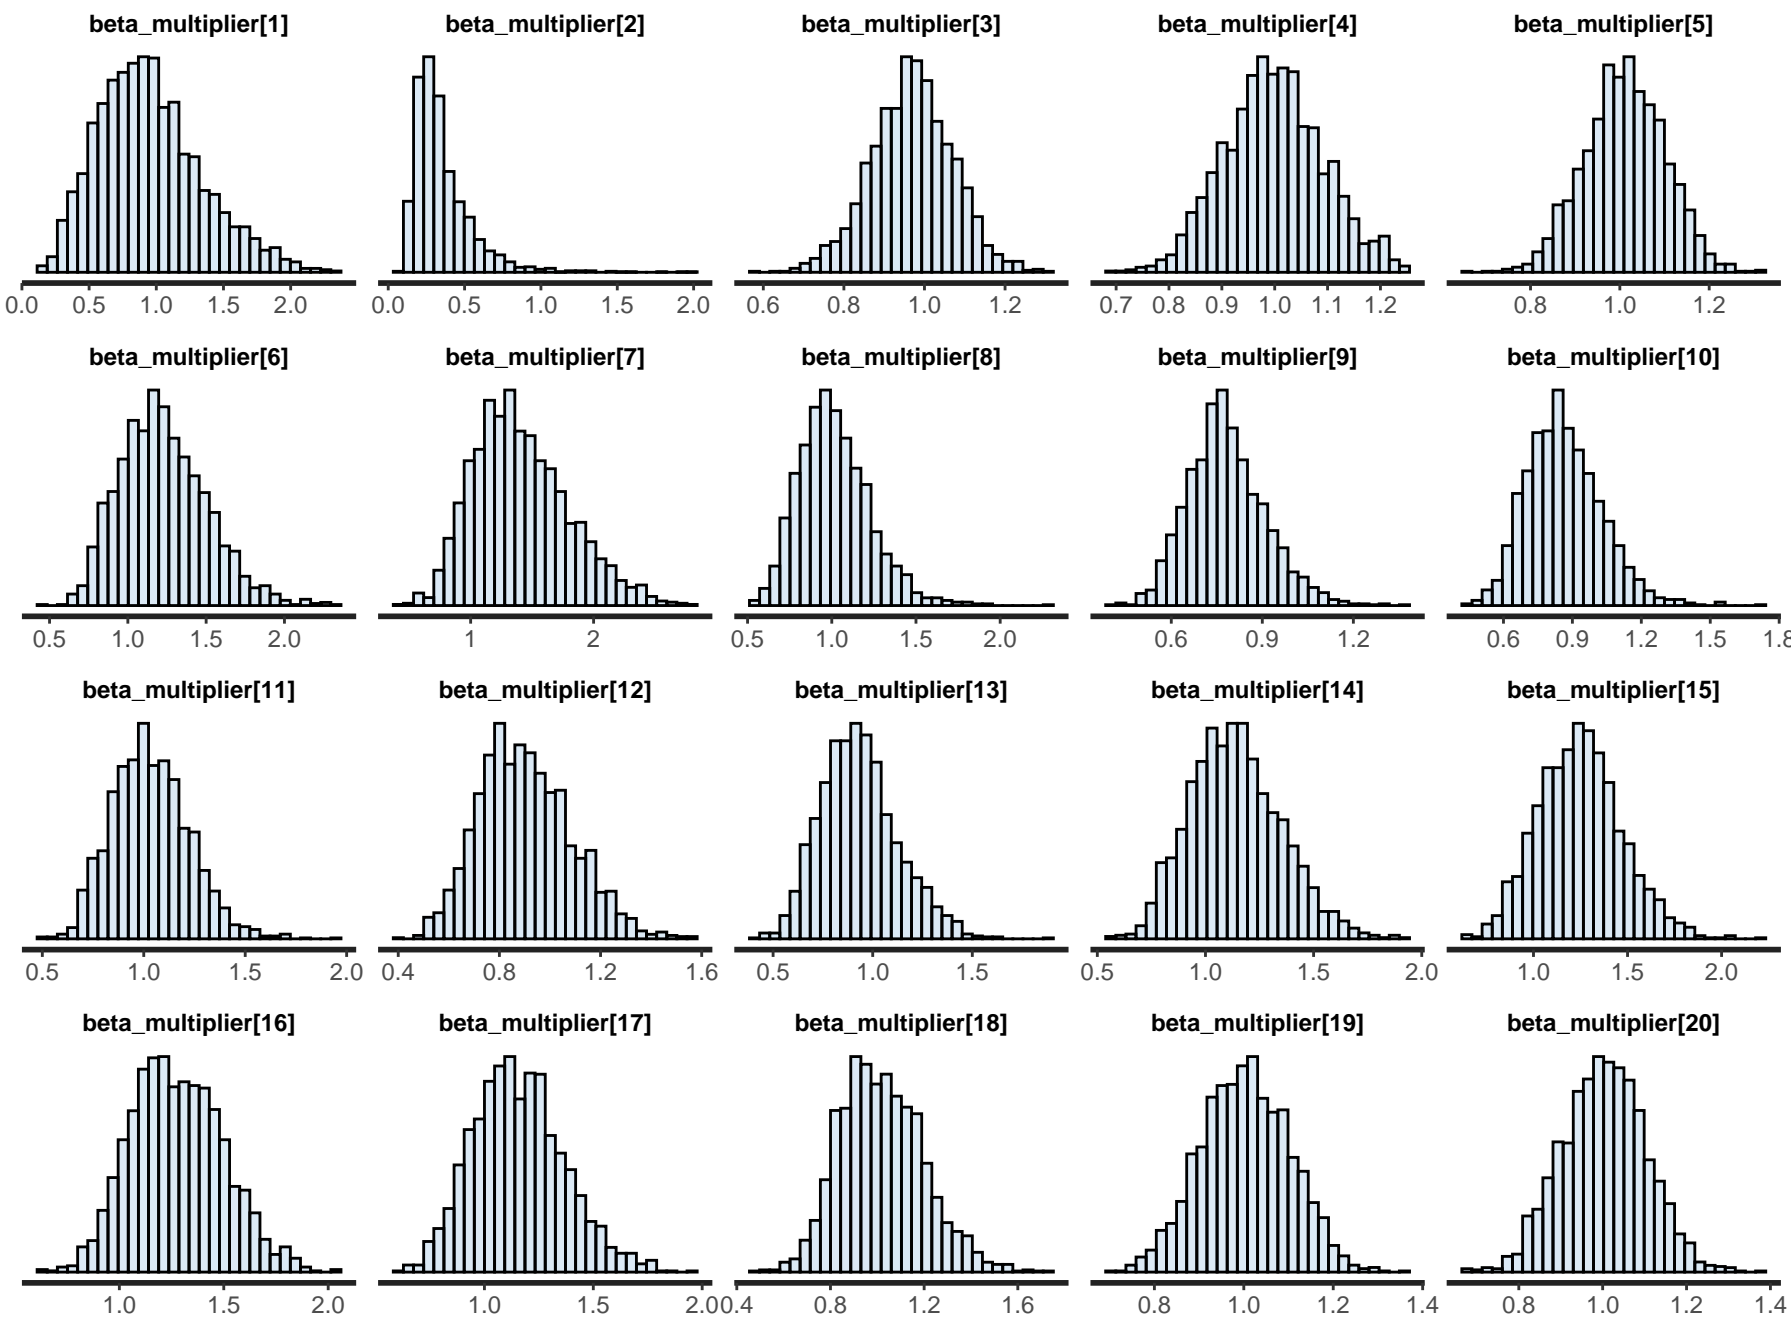 beta_multiplier[1] beta_multiplier[2] beta_multiplier[3] beta_multiplier[4] beta_multiplier[5]
0.0 0.5 1.0 1.5 2.0 0.0 0.5 1.0 1.5 2.0 0.6 0.8 1.0 1.2 0.7 0.8 0.9 1.0 1.1 1.2 0.8 1.0 1.2
beta_multiplier[6] beta_multiplier[7] beta_multiplier[8] beta_multiplier[9] beta_multiplier[10]
0.5 1.0 1.5 2.0 1 2 0.5 1.0 1.5 2.0 0.6 0.9 1.2 0.6 0.9 1.2 1.5 1.8
beta_multiplier[11] beta_multiplier[12] beta_multiplier[13] beta_multiplier[14] beta_multiplier[15]
0.5 1.0 1.5 2.0 0.4 0.8 1.2 1.6 0.5 1.0 1.5 0.5 1.0 1.5 2.0 1.0 1.5 2.0
beta_multiplier[16] beta_multiplier[17] beta_multiplier[18] beta_multiplier[19] beta_multiplier[20]
1.0 1.5 2.0 1.0 1.5 2.0 0.4 0.8 1.2 1.6 0.8 1.0 1.2 1.4 0.8 1.0 1.2 1.4